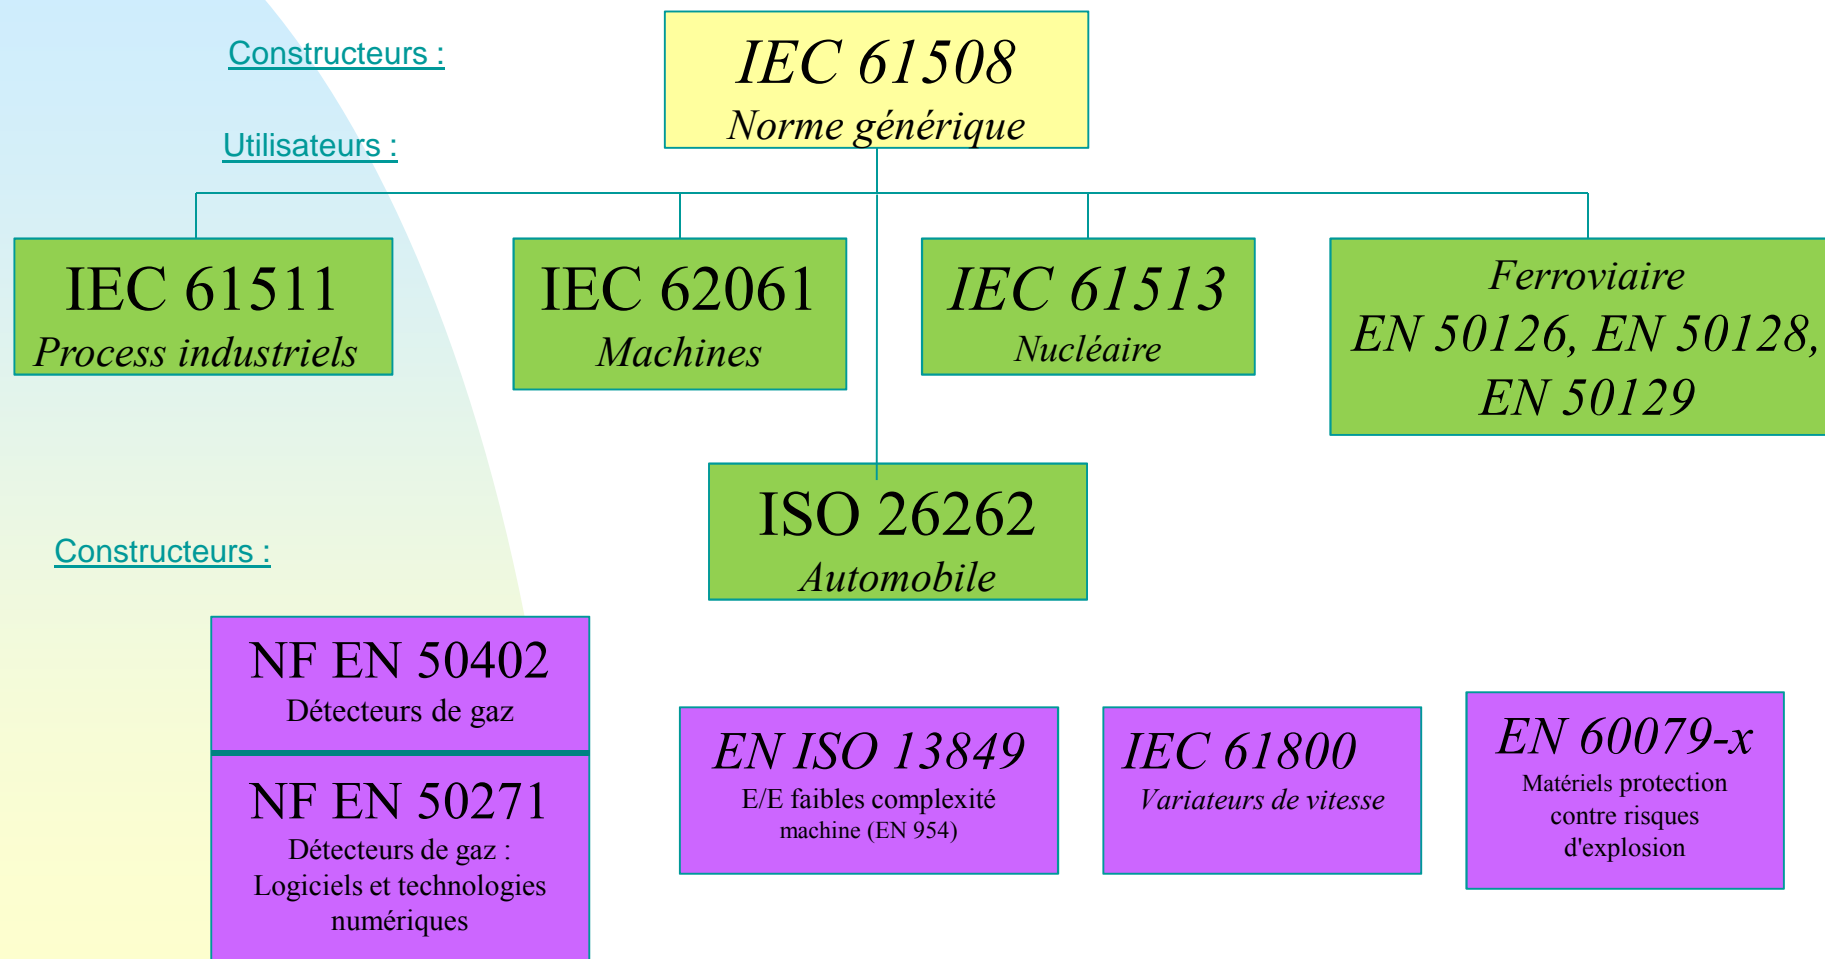 Constructeurs :
IEC 61508
Norme générique
Utilisateurs :
IEC 61511
Process industriels
IEC 62061
Machines
IEC 61513
Nucléaire
Ferroviaire
EN 50126, EN 50128,
EN 50129
ISO 26262
Automobile
Constructeurs :
NF EN 50402
Détecteurs de gaz
NF EN 50271
Détecteurs de gaz :
Logiciels et technologies
numériques
EN ISO 13849
E/E faibles complexité
machine (EN 954)
IEC 61800
Variateurs de vitesse
EN 60079-x
Matériels protection
contre risques
d'explosion